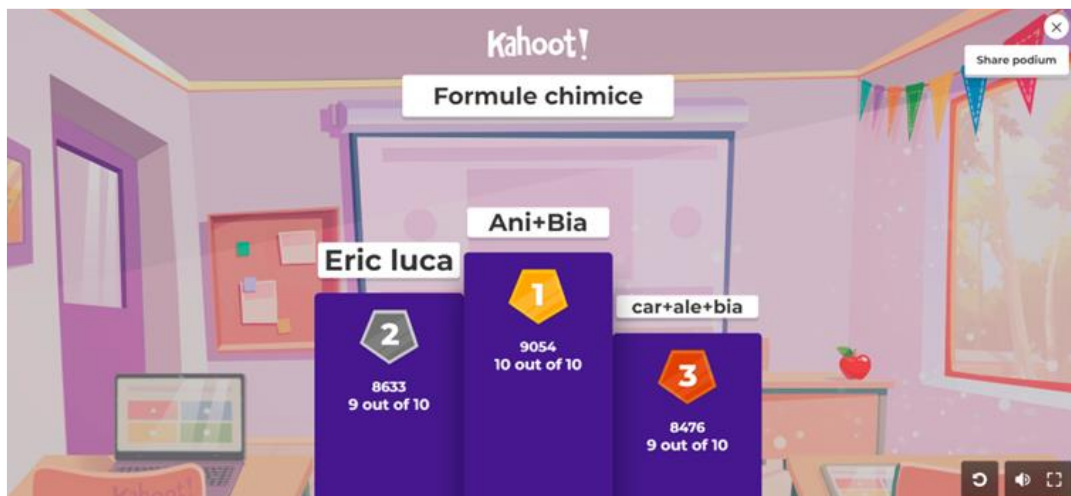 Kahoot!
Share podium
Formule chimice
Ani+Bia
Eric luca
car+ale+bia
1
9054
10 out of 10
2
8633
9 out of 10
3
8476
9 out of 10
Kahoot!